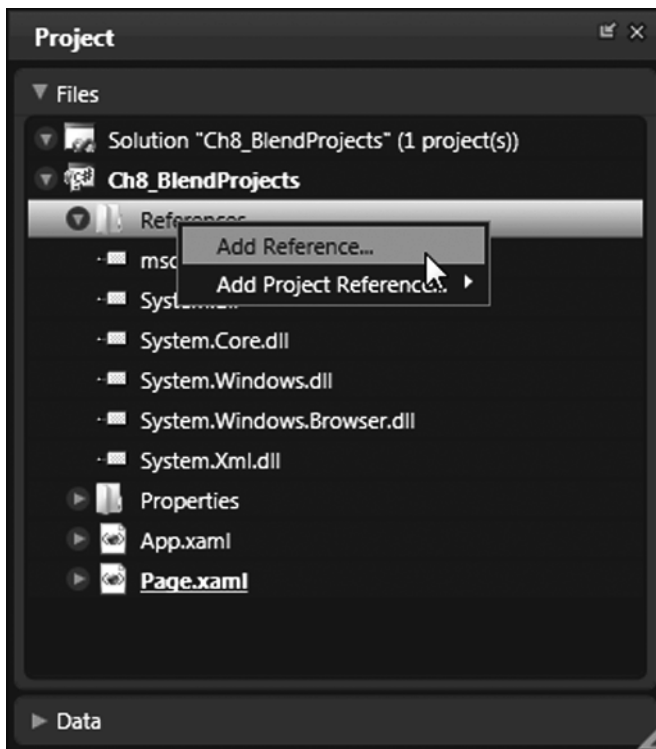 Project
Files
Solution "Ch8_BlendProjects" (1 project(s))
Ch8_BlendProjects
References
Add Reference...
Add Project Reference...
System.Core.dll
System.Windows.dll
System.Windows.Browser.dll
System.Xml.dll
Properties
App.xaml
Page.xaml
Data